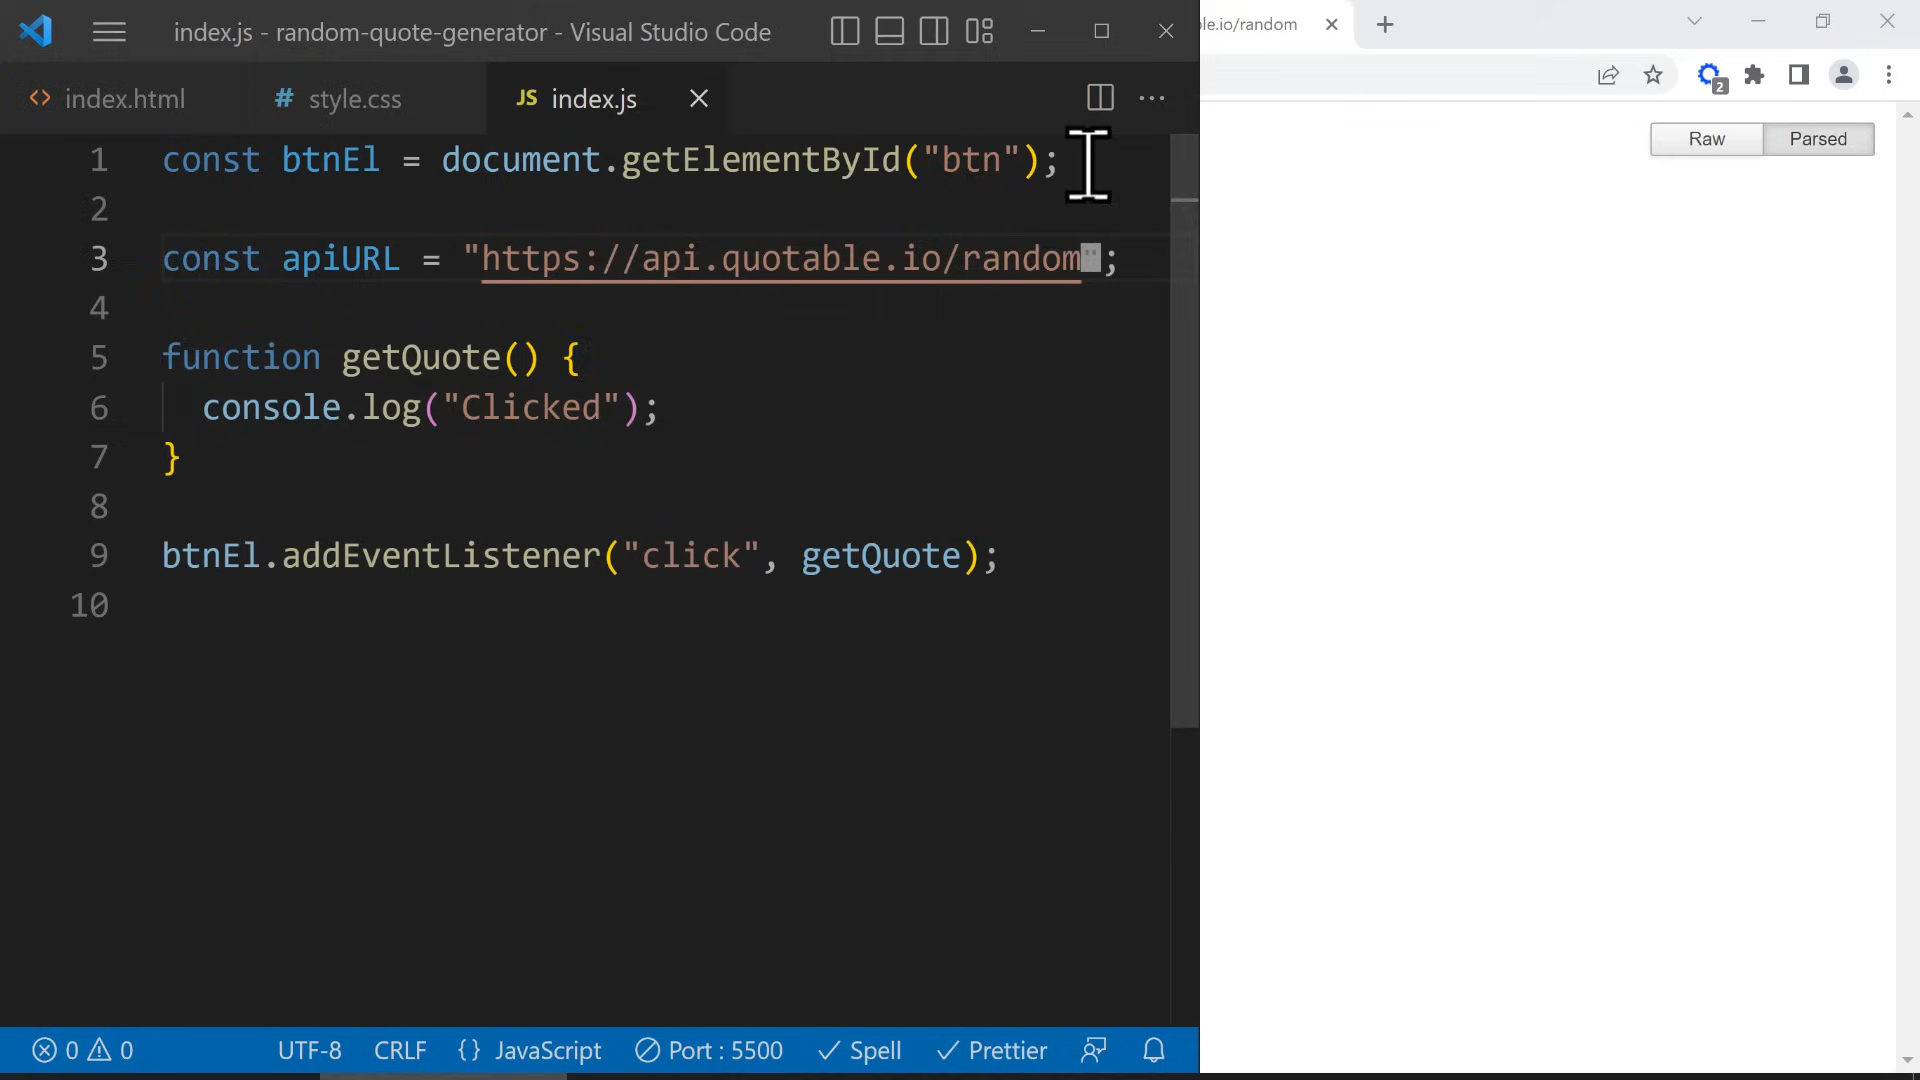 index.js - random-quote-generator - Visual Studio Code
index.html
style.css
JS index.js
1 const btnEl = document.getElementById("btn");
2
3 const apiURL = "https://api.quotable.io/random";
4
5 function getQuote() {
6 console.log("Clicked");
7 }
8
9 btnEl.addEventListener("click", getQuote);
10
0 0 UTF-8 CRLF {} JavaScript Port : 5500 Spell Prettier
le.io/random
2
Raw Parsed